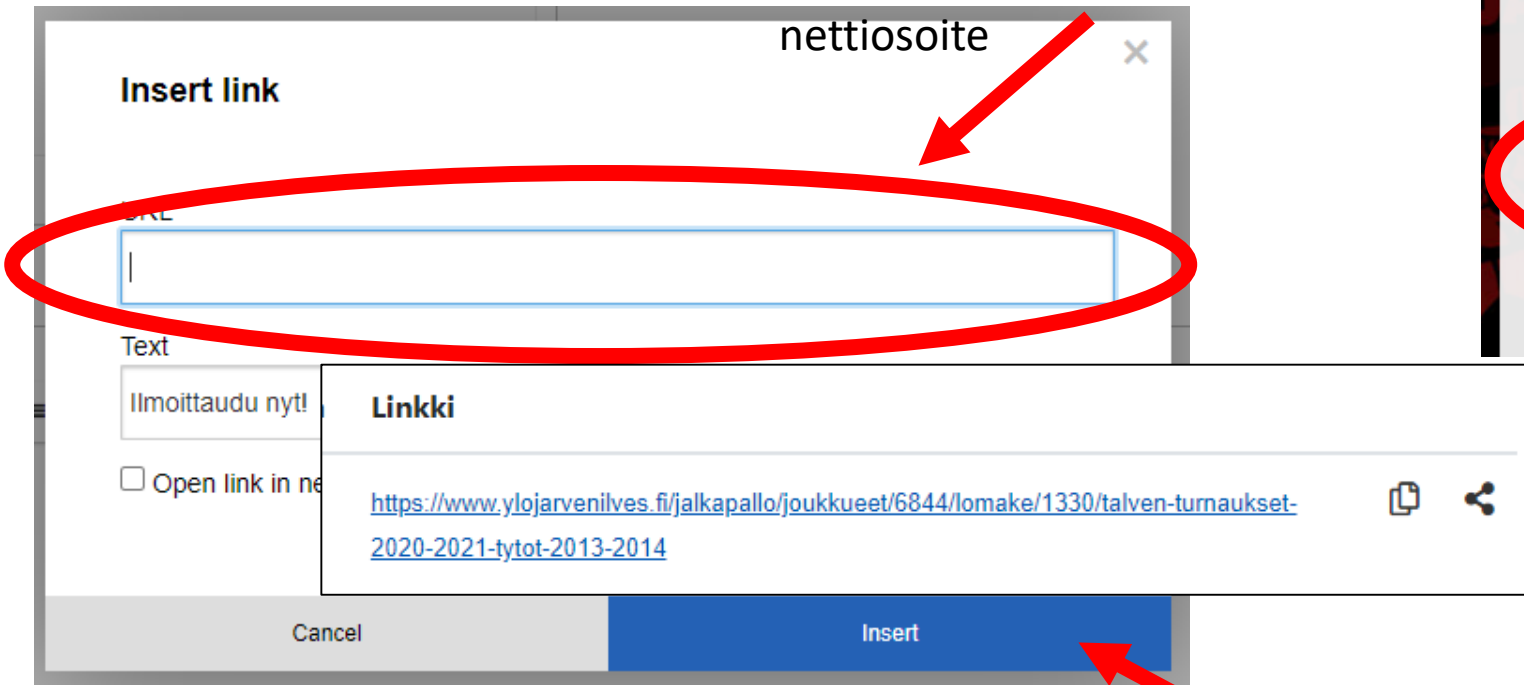 nettiosoite
Insert link
URL
Text
Ilmoittaudu nyt!
Linkki
Open link in ne
https://www.ylojarvenilves.fi/jalkapallo/joukkueet/6844/lomake/1330/talven-turnaukset-
2020-2021-tytot-2013-2014
Cancel
Insert